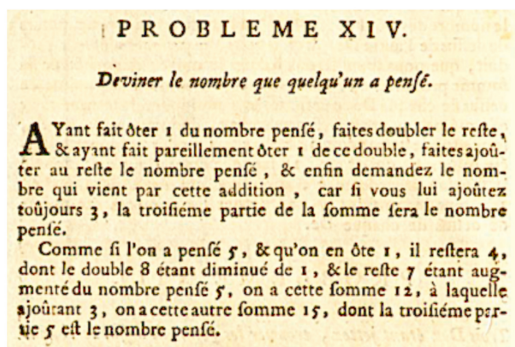 PROBLEME XIV.
Deviner le nombre que quelqu'un a pensé.
AYant fait ôter 1 du nombre pensé, faites doubler le reste,
& ayant fait pareillement ôter 1 de ce double, faites ajoû-
ter au reste le nombre pensé, & enfin demandez le nom-
bre qui vient par cette addition, car si vous lui ajoûtez
toûjours 3, la troisiéme partie de la somme sera le nombre
pensé.
Comme si l'on a pensé 5, & qu'on en ôte 1, il restera 4,
dont le double 8 étant diminué de 1, & le reste 7 étant aug-
menté du nombre pensé 5, on a cette somme 12, à laquelle
ajoûtant 3, on a cette autre somme 15, dont la troisiéme par-
tie 5 est le nombre pensé.